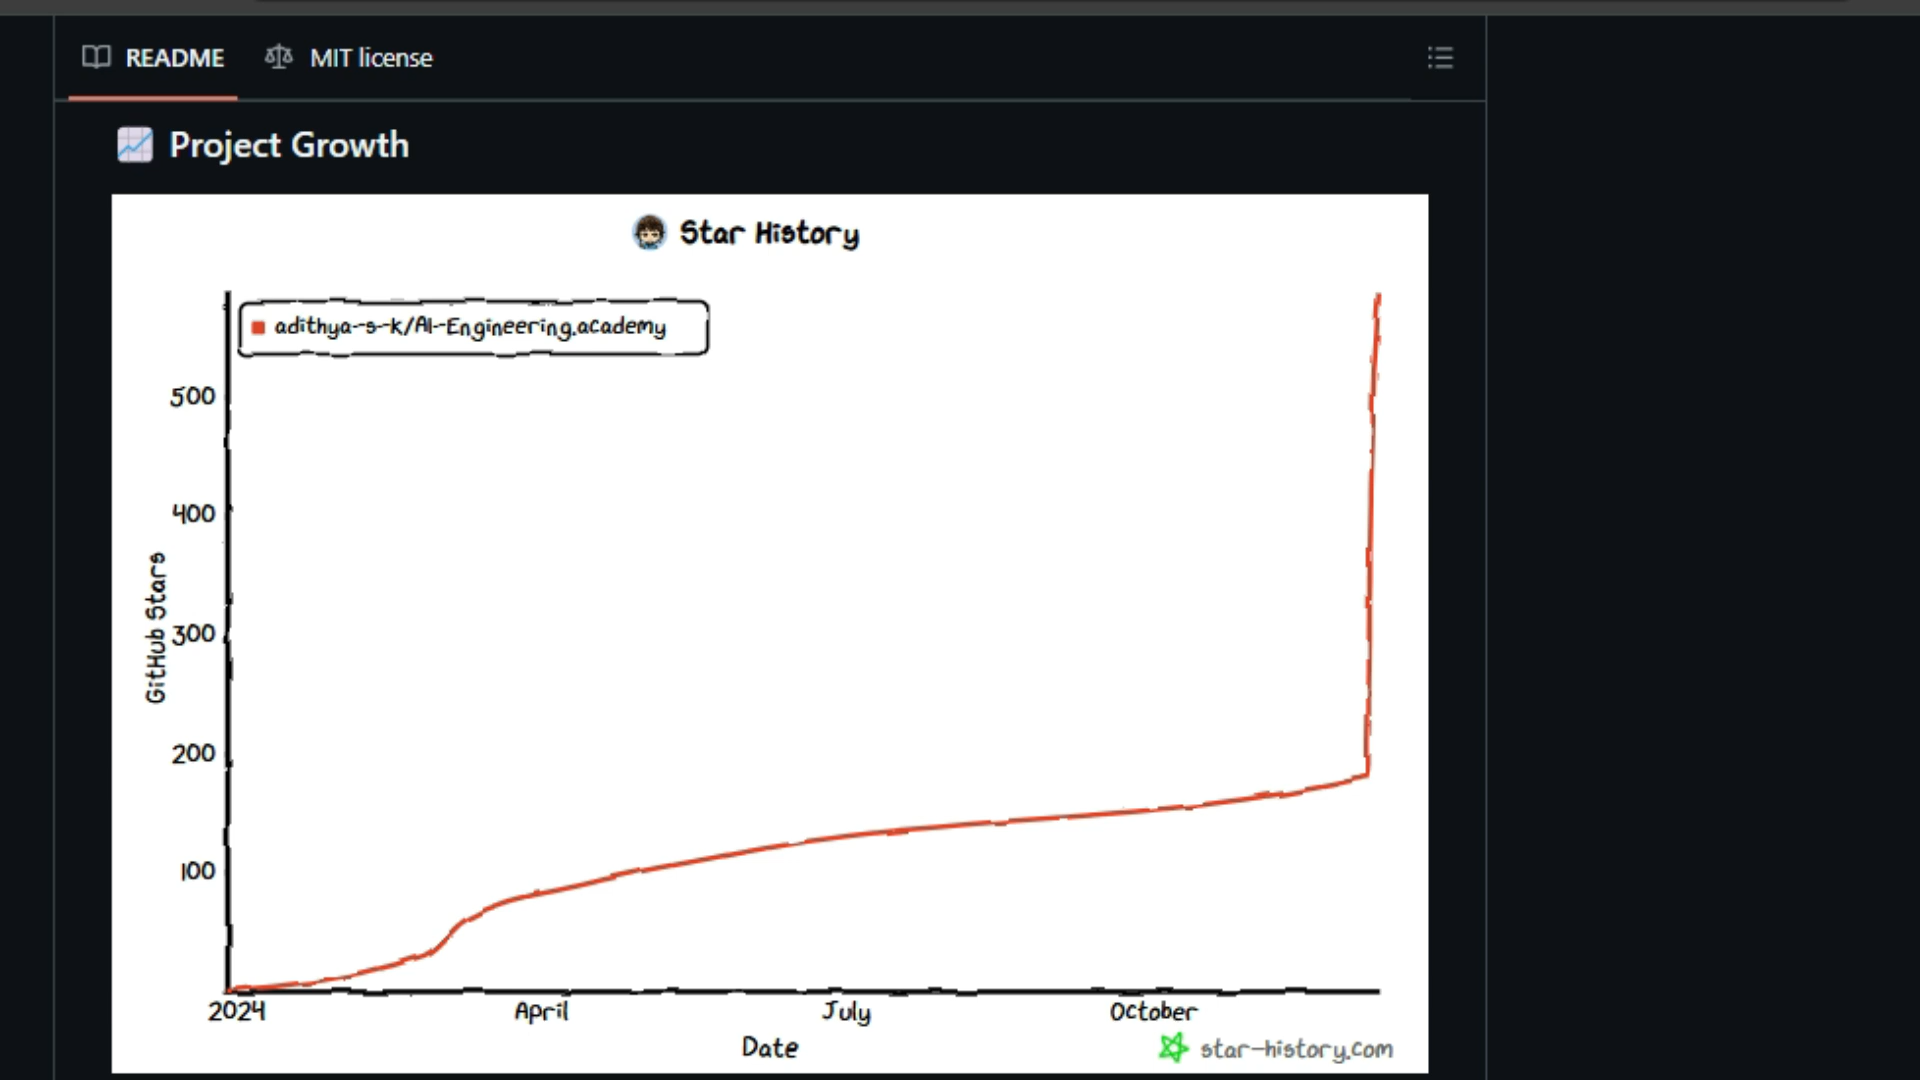 README MIT license
Project Growth
Star History
adithya-s-k/AI-Engineering.academy
500
400
300
200
100
GitHub Stars
2024 April July October
Date
star-history.com